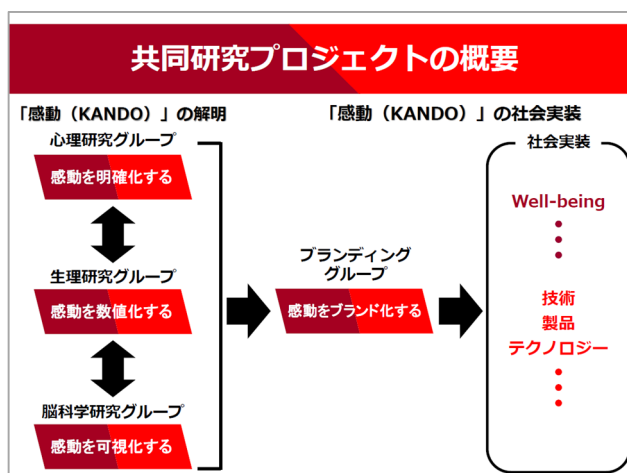 共同研究プロジェクトの概要
「感動（KANDO）」の解明
心理研究グループ
感動を明確化する
生理研究グループ
感動を数値化する
脳科学研究グループ
感動を可視化する
「感動（KANDO）」の社会実装
ブランディング
グループ
感動をブランド化する
社会実装
Well-being
技術
製品
テクノロジー